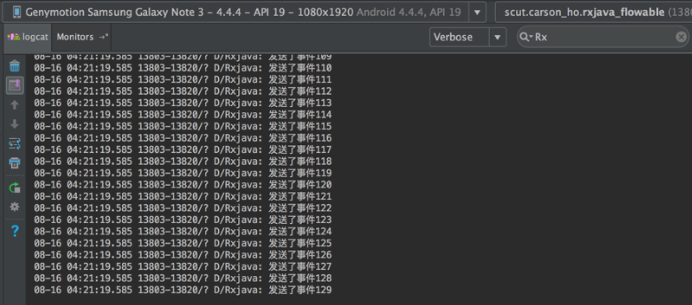 Genymotion Samsung Galaxy Note 3 - 4.4.4 - API 19 - 1080x1920 Android 4.4.4, API 19
scut.carson_ho.rxjava_flowable (1380
logcat
Monitors
Verbose
Rx
08-16 04:21:19.585 13803-13820/? D/Rxjava: 发送了事件109
08-16 04:21:19.585 13803-13820/? D/Rxjava: 发送了事件110
08-16 04:21:19.585 13803-13820/? D/Rxjava: 发送了事件111
08-16 04:21:19.585 13803-13820/? D/Rxjava: 发送了事件112
08-16 04:21:19.585 13803-13820/? D/Rxjava: 发送了事件113
08-16 04:21:19.585 13803-13820/? D/Rxjava: 发送了事件114
08-16 04:21:19.585 13803-13820/? D/Rxjava: 发送了事件115
08-16 04:21:19.585 13803-13820/? D/Rxjava: 发送了事件116
08-16 04:21:19.585 13803-13820/? D/Rxjava: 发送了事件117
08-16 04:21:19.585 13803-13820/? D/Rxjava: 发送了事件118
08-16 04:21:19.585 13803-13820/? D/Rxjava: 发送了事件119
08-16 04:21:19.585 13803-13820/? D/Rxjava: 发送了事件120
08-16 04:21:19.585 13803-13820/? D/Rxjava: 发送了事件121
08-16 04:21:19.585 13803-13820/? D/Rxjava: 发送了事件122
08-16 04:21:19.585 13803-13820/? D/Rxjava: 发送了事件123
08-16 04:21:19.585 13803-13820/? D/Rxjava: 发送了事件124
08-16 04:21:19.585 13803-13820/? D/Rxjava: 发送了事件125
08-16 04:21:19.585 13803-13820/? D/Rxjava: 发送了事件126
08-16 04:21:19.585 13803-13820/? D/Rxjava: 发送了事件127
08-16 04:21:19.585 13803-13820/? D/Rxjava: 发送了事件128
08-16 04:21:19.585 13803-13820/? D/Rxjava: 发送了事件129